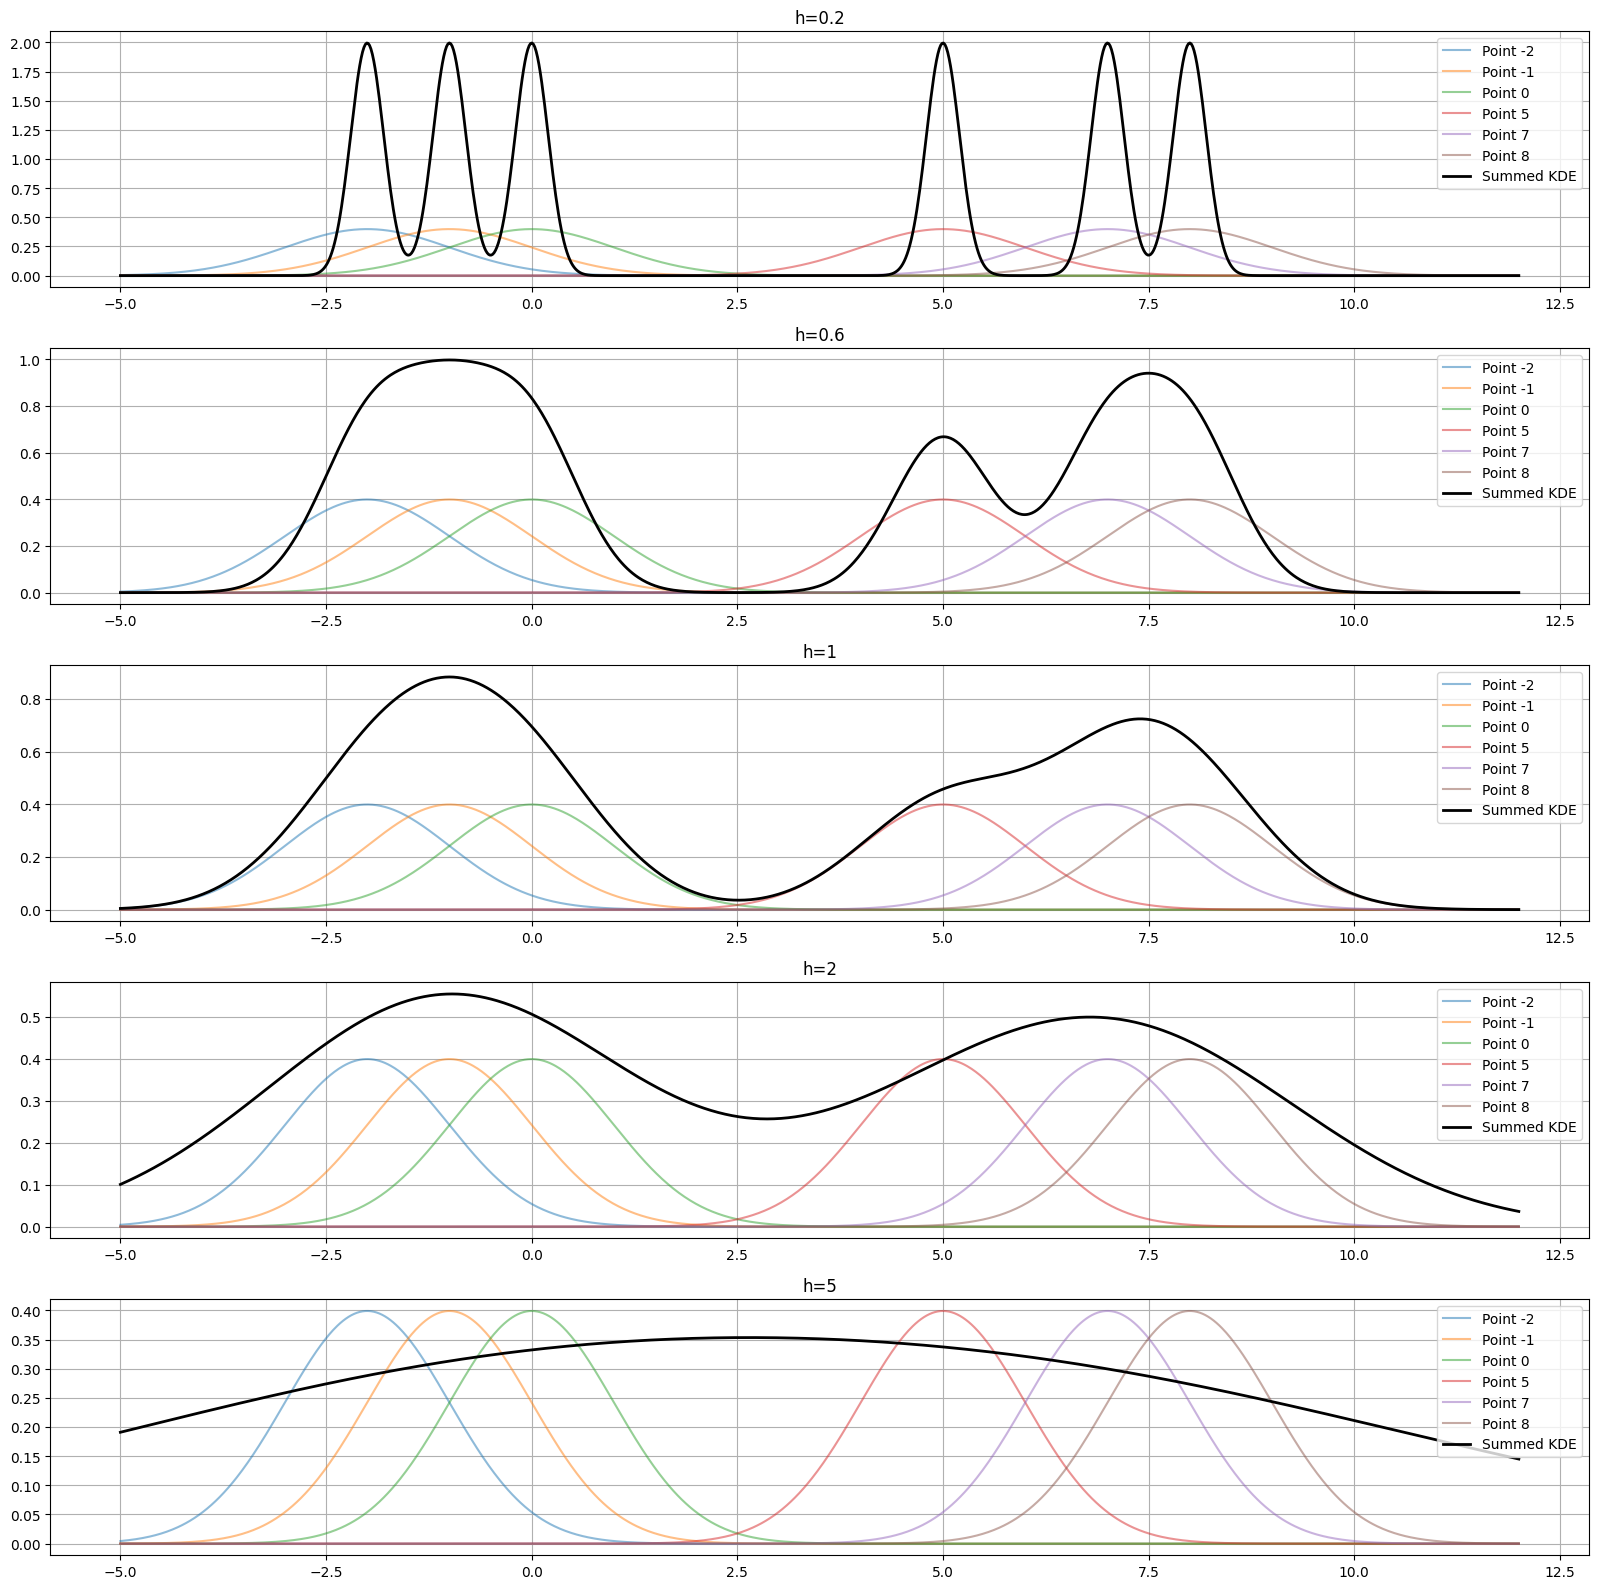 h=0.2
2.00
1.75
1.50
1.25
1.00
0.75
0.50
0.25
0.00
−5.0 −2.5 0.0 2.5 5.0 7.5 10.0 12.5
Point -2
Point -1
Point 0
Point 5
Point 7
Point 8
Summed KDE
h=0.6
1.0
0.8
0.6
0.4
0.2
0.0
−5.0 −2.5 0.0 2.5 5.0 7.5 10.0 12.5
Point -2
Point -1
Point 0
Point 5
Point 7
Point 8
Summed KDE
h=1
0.8
0.6
0.4
0.2
0.0
−5.0 −2.5 0.0 2.5 5.0 7.5 10.0 12.5
Point -2
Point -1
Point 0
Point 5
Point 7
Point 8
Summed KDE
h=2
0.5
0.4
0.3
0.2
0.1
0.0
−5.0 −2.5 0.0 2.5 5.0 7.5 10.0 12.5
Point -2
Point -1
Point 0
Point 5
Point 7
Point 8
Summed KDE
h=5
0.40
0.35
0.30
0.25
0.20
0.15
0.10
0.05
0.00
−5.0 −2.5 0.0 2.5 5.0 7.5 10.0 12.5
Point -2
Point -1
Point 0
Point 5
Point 7
Point 8
Summed KDE